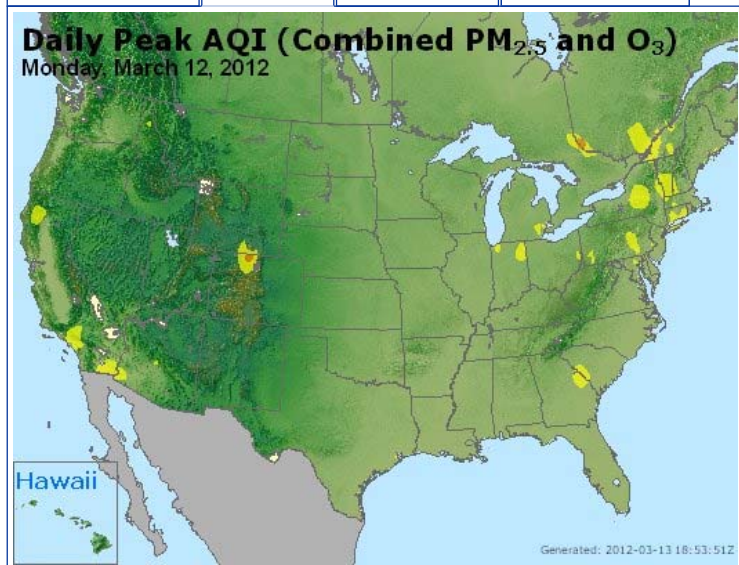 Daily Peak AQI (Combined PM2.5 and O3)
Monday, March 12, 2012
Hawaii
Generated: 2012-03-13 18:53:51Z